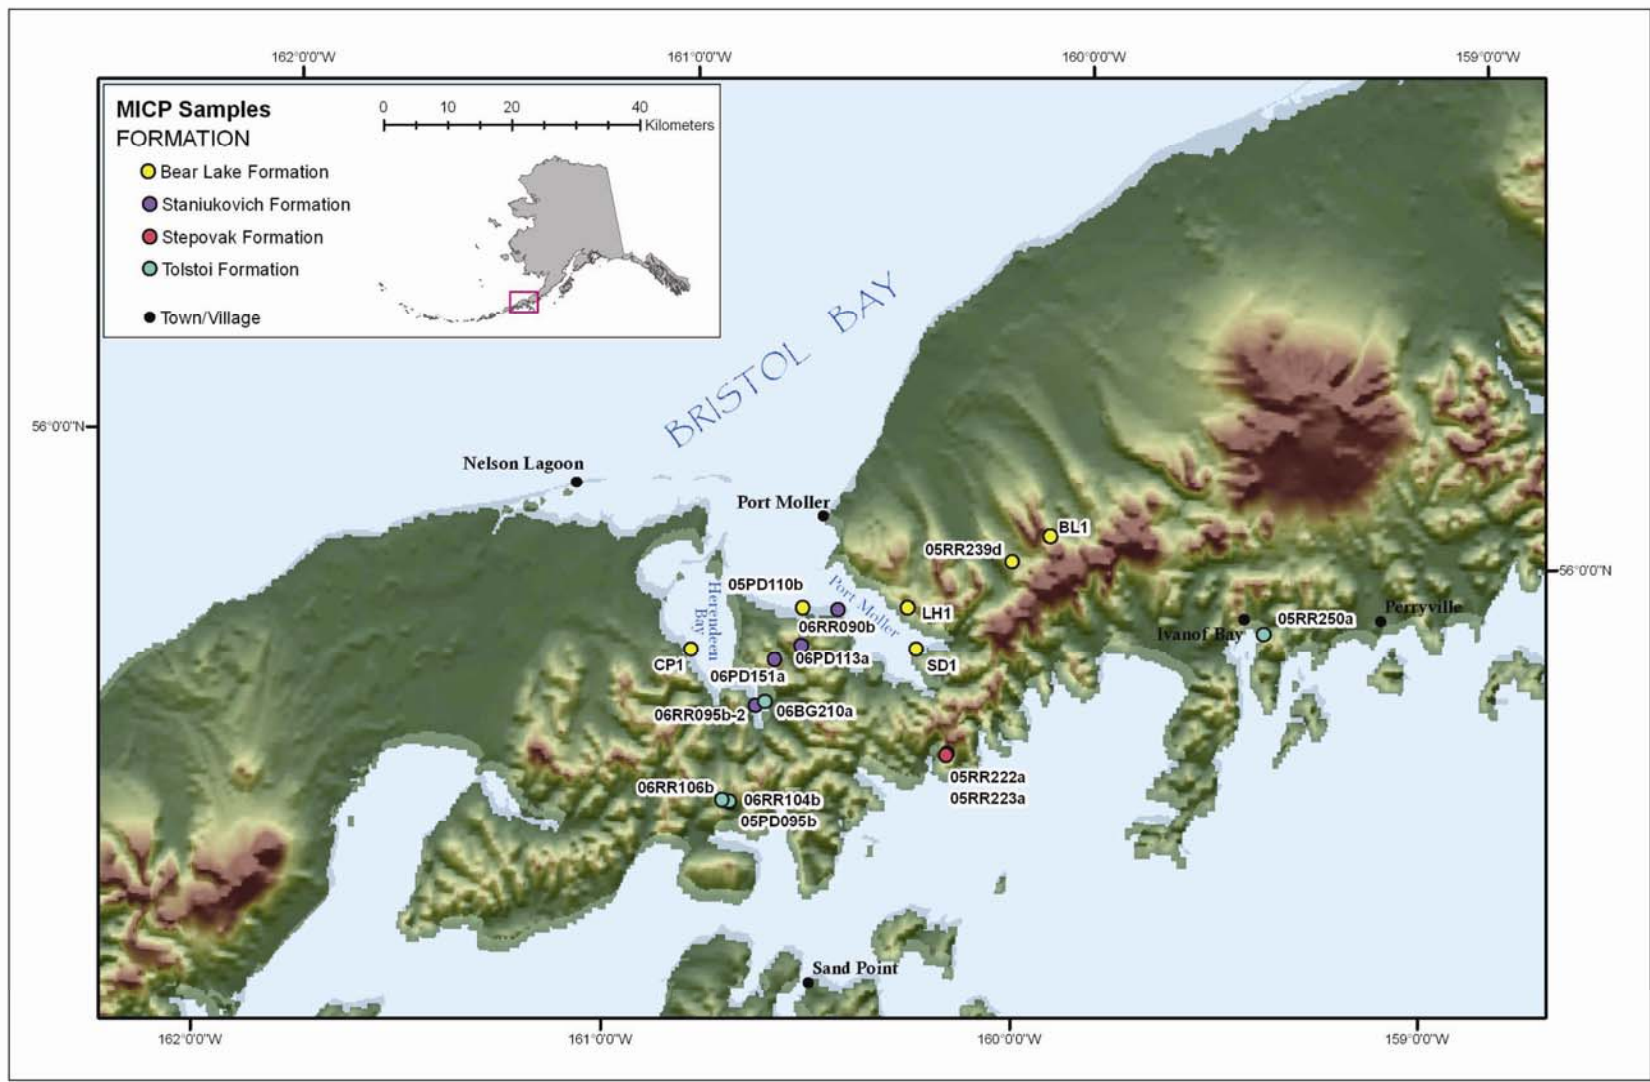 162°0'0"W
161°0'0"W
160°0'0"W
159°0'0"W
MICP Samples
FORMATION
Bear Lake Formation
Staniukovich Formation
Stepovak Formation
Tolstoi Formation
Town/Village
0 10 20 40
Kilometers
BRISTOL BAY
56°0'0"N
Nelson Lagoon
Port Moller
BL1
05RR239d
56°0'0"N
05PD110b
Herendeen
Bay
Port Moller
LH1
06RR090b
05RR250a
Perryville
Ivanof Bay
CP1
06PD113a
SD1
06PD151a
06RR095b-2
06BG210a
05RR222a
05RR223a
06RR106b
06RR104b
05PD095b
Sand Point
162°0'0"W
161°0'0"W
160°0'0"W
159°0'0"W